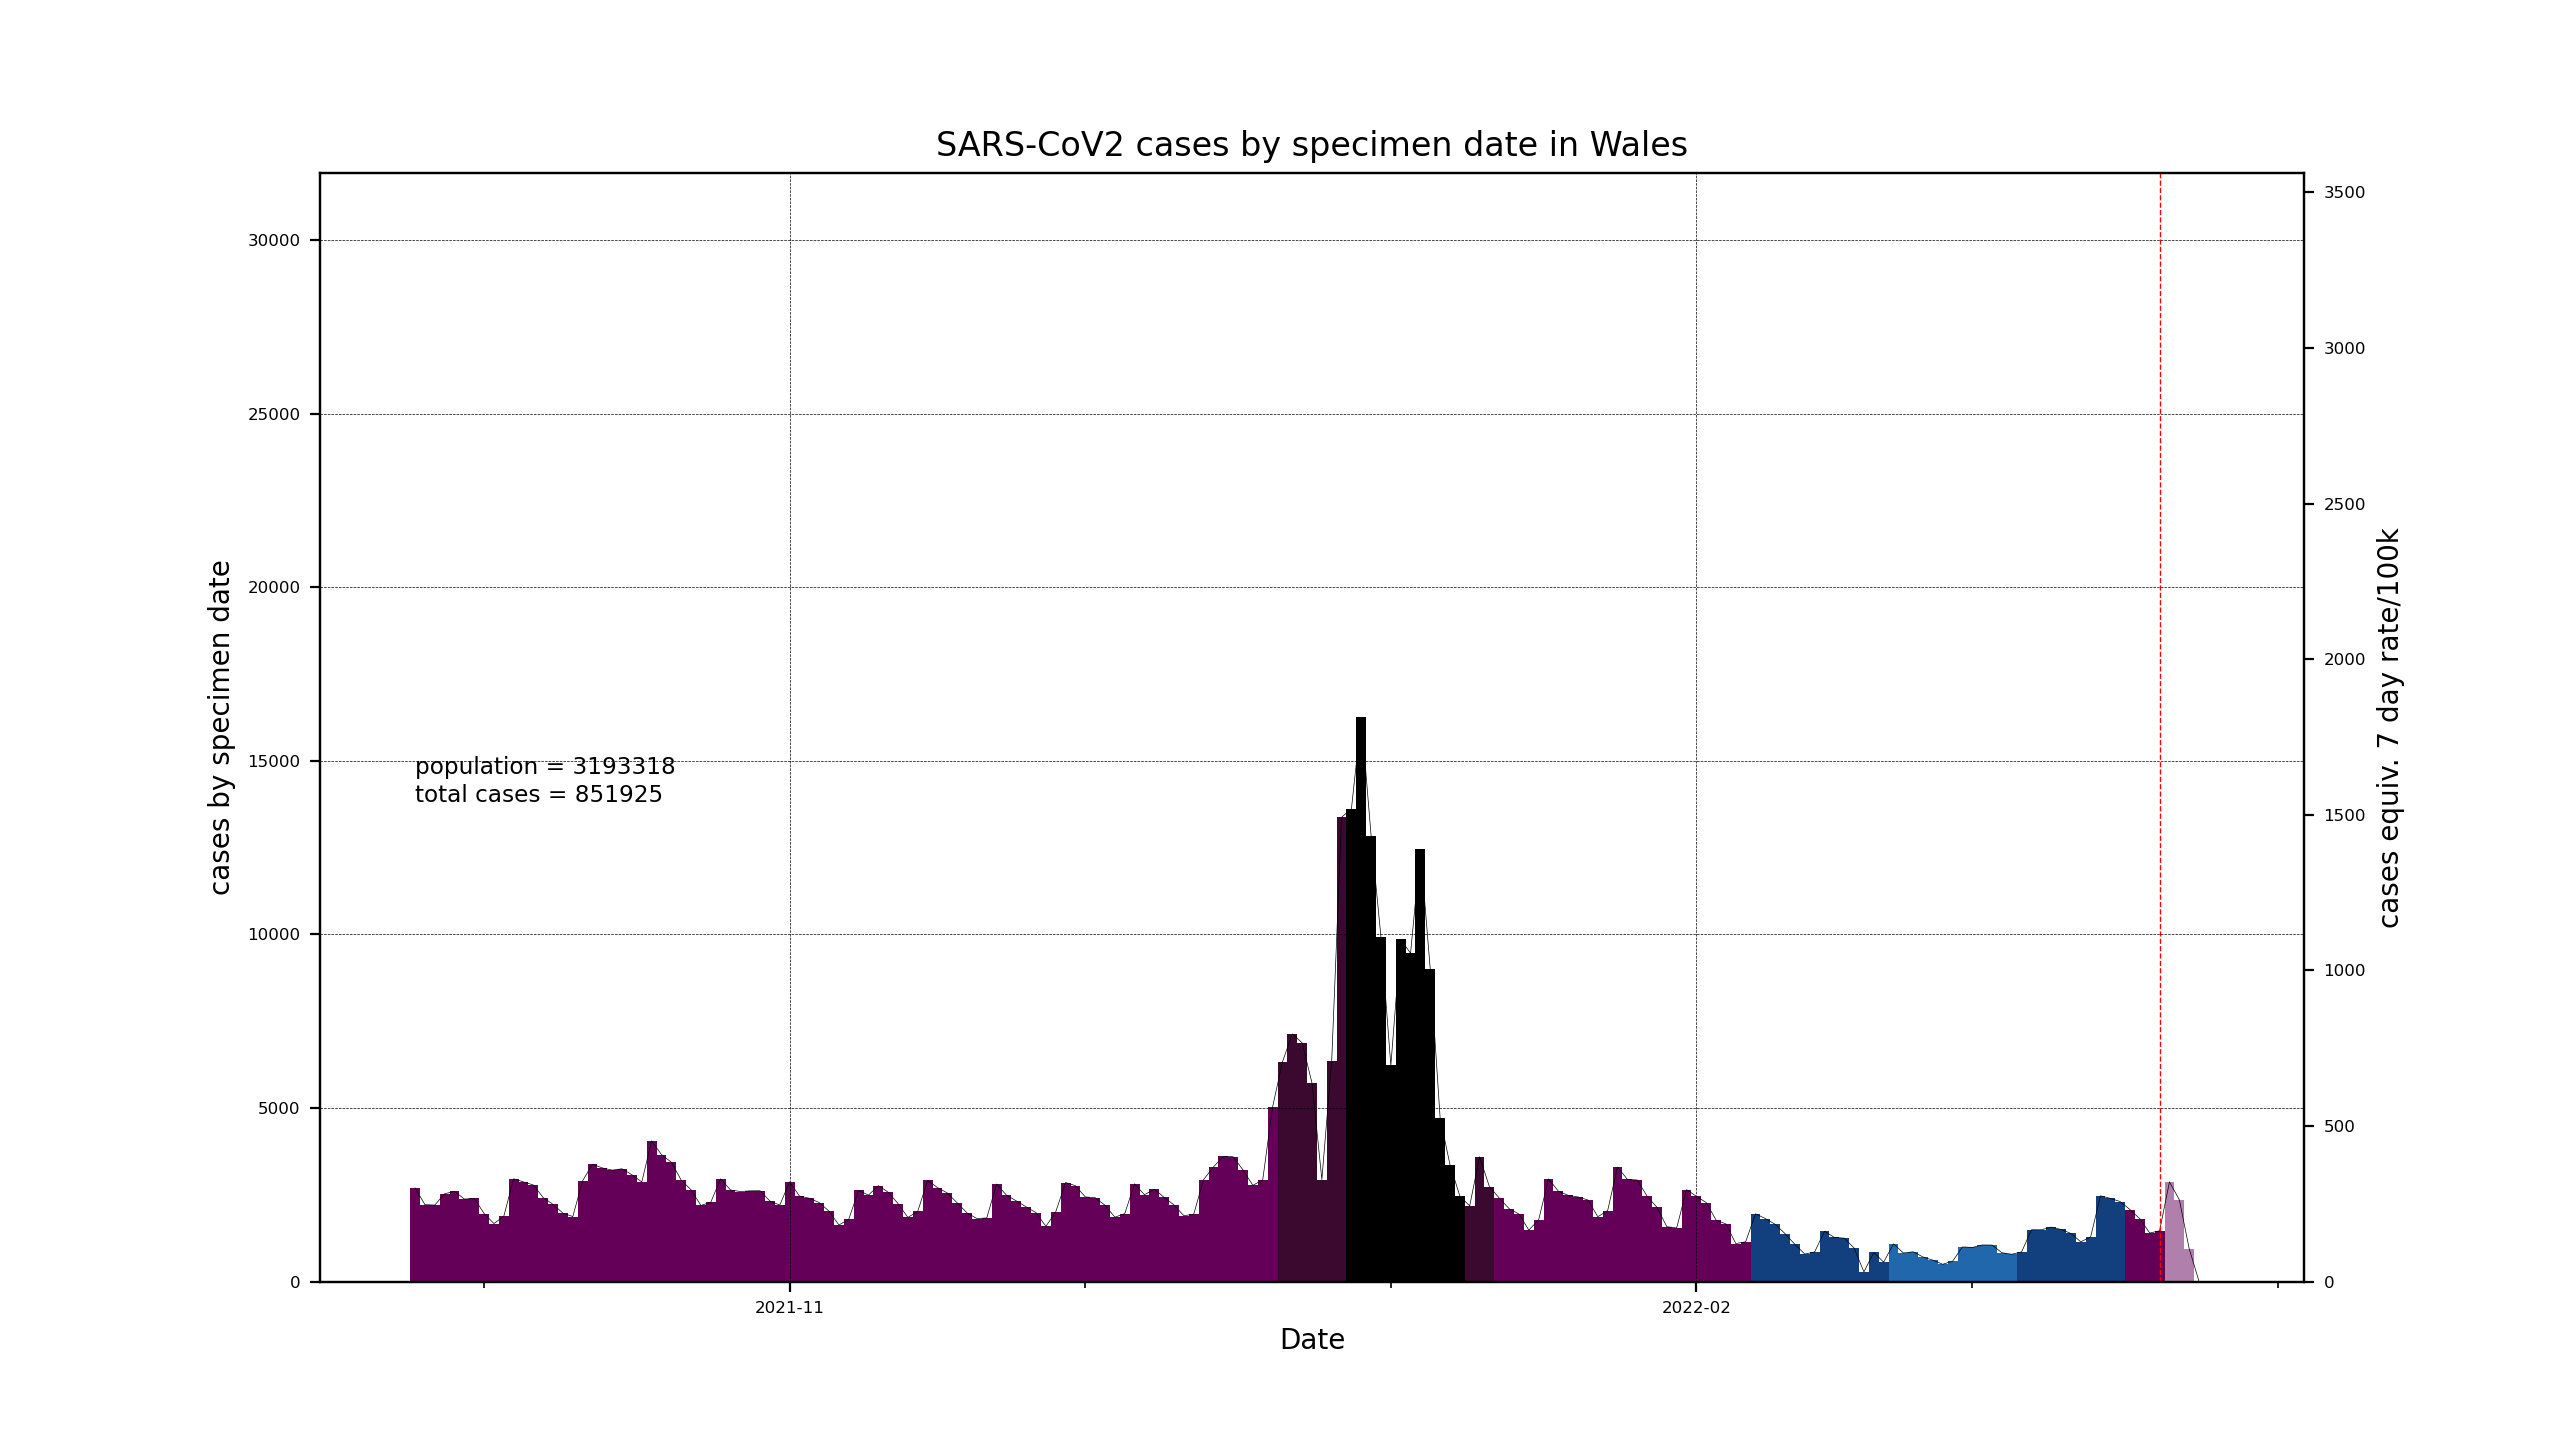 SARS-CoV2 cases by specimen date in Wales
cases by specimen date
30000
25000
20000
15000
10000
5000
0
population = 3193318
total cases = 851925
3500
3000
2500
2000
1500
1000
500
0
cases equiv. 7 day rate/100k
2021-11
2022-02
Date